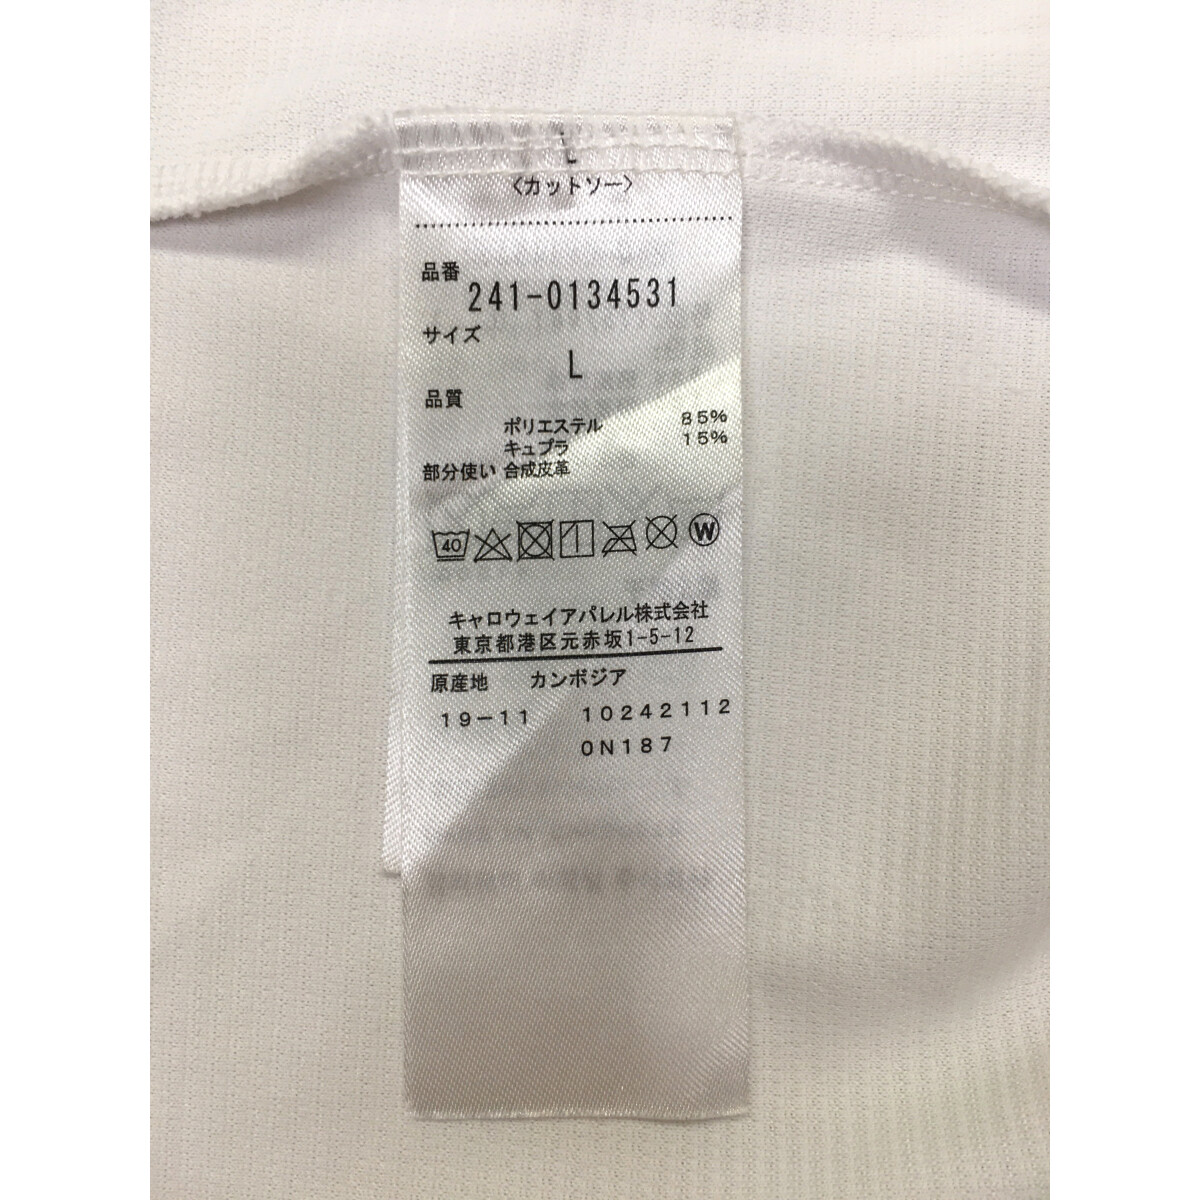 L
〈カットソー〉
品番
241-0134531
サイズ
L
品質
ポリエステル 85%
キュプラ 15%
部分使い 合成皮革
40 W
キャロウェイアパレル株式会社
東京都港区元赤坂1-5-12
原産地 カンボジア
19-11 10242112
0N187